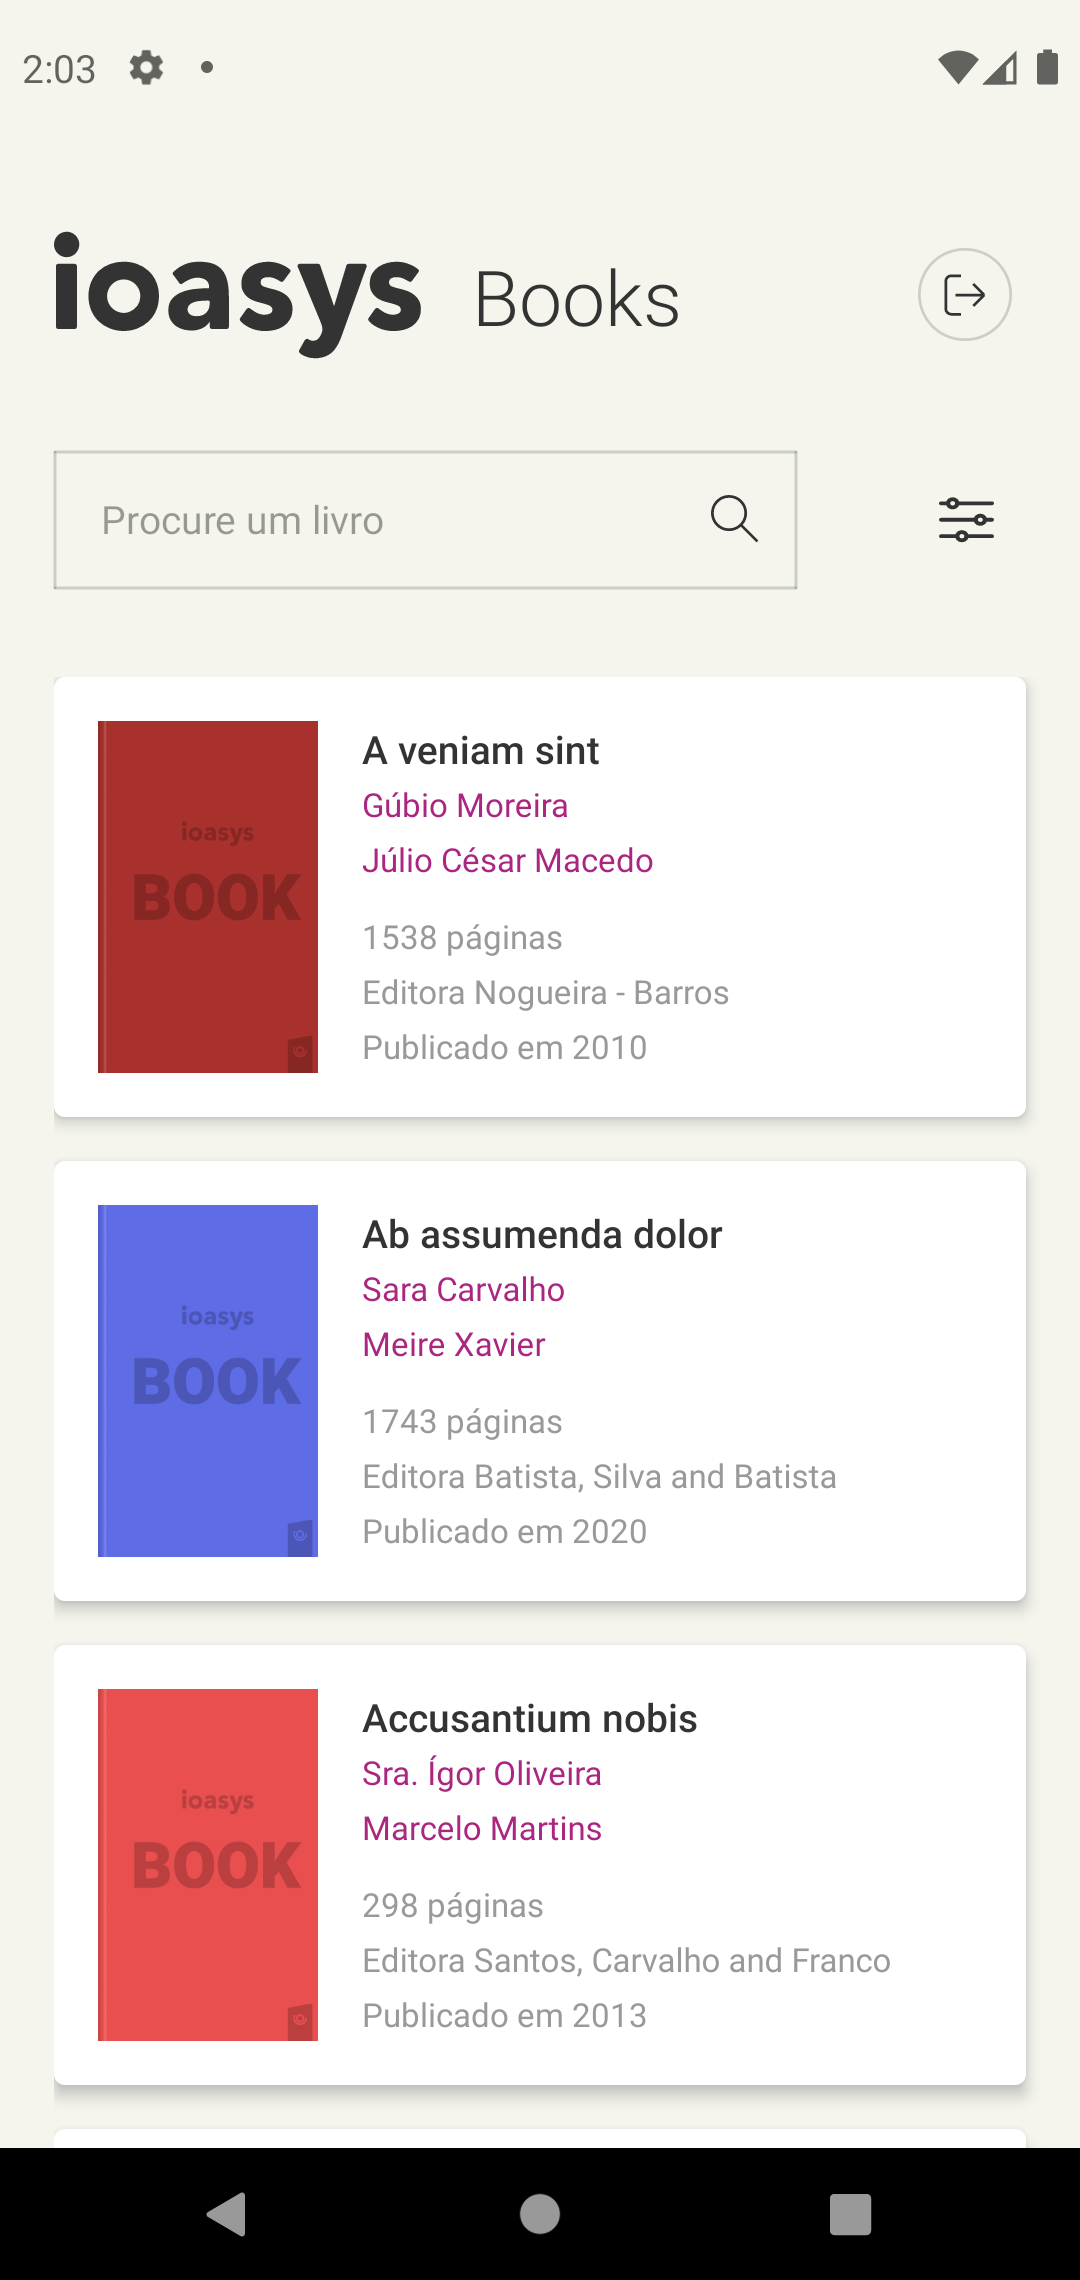 2:03
ioasys Books
Procure um livro
ioasys
BOOK
A veniam sint
Gúbio Moreira
Júlio César Macedo
1538 páginas
Editora Nogueira - Barros
Publicado em 2010
ioasys
BOOK
Ab assumenda dolor
Sara Carvalho
Meire Xavier
1743 páginas
Editora Batista, Silva and Batista
Publicado em 2020
ioasys
BOOK
Accusantium nobis
Sra. Ígor Oliveira
Marcelo Martins
298 páginas
Editora Santos, Carvalho and Franco
Publicado em 2013